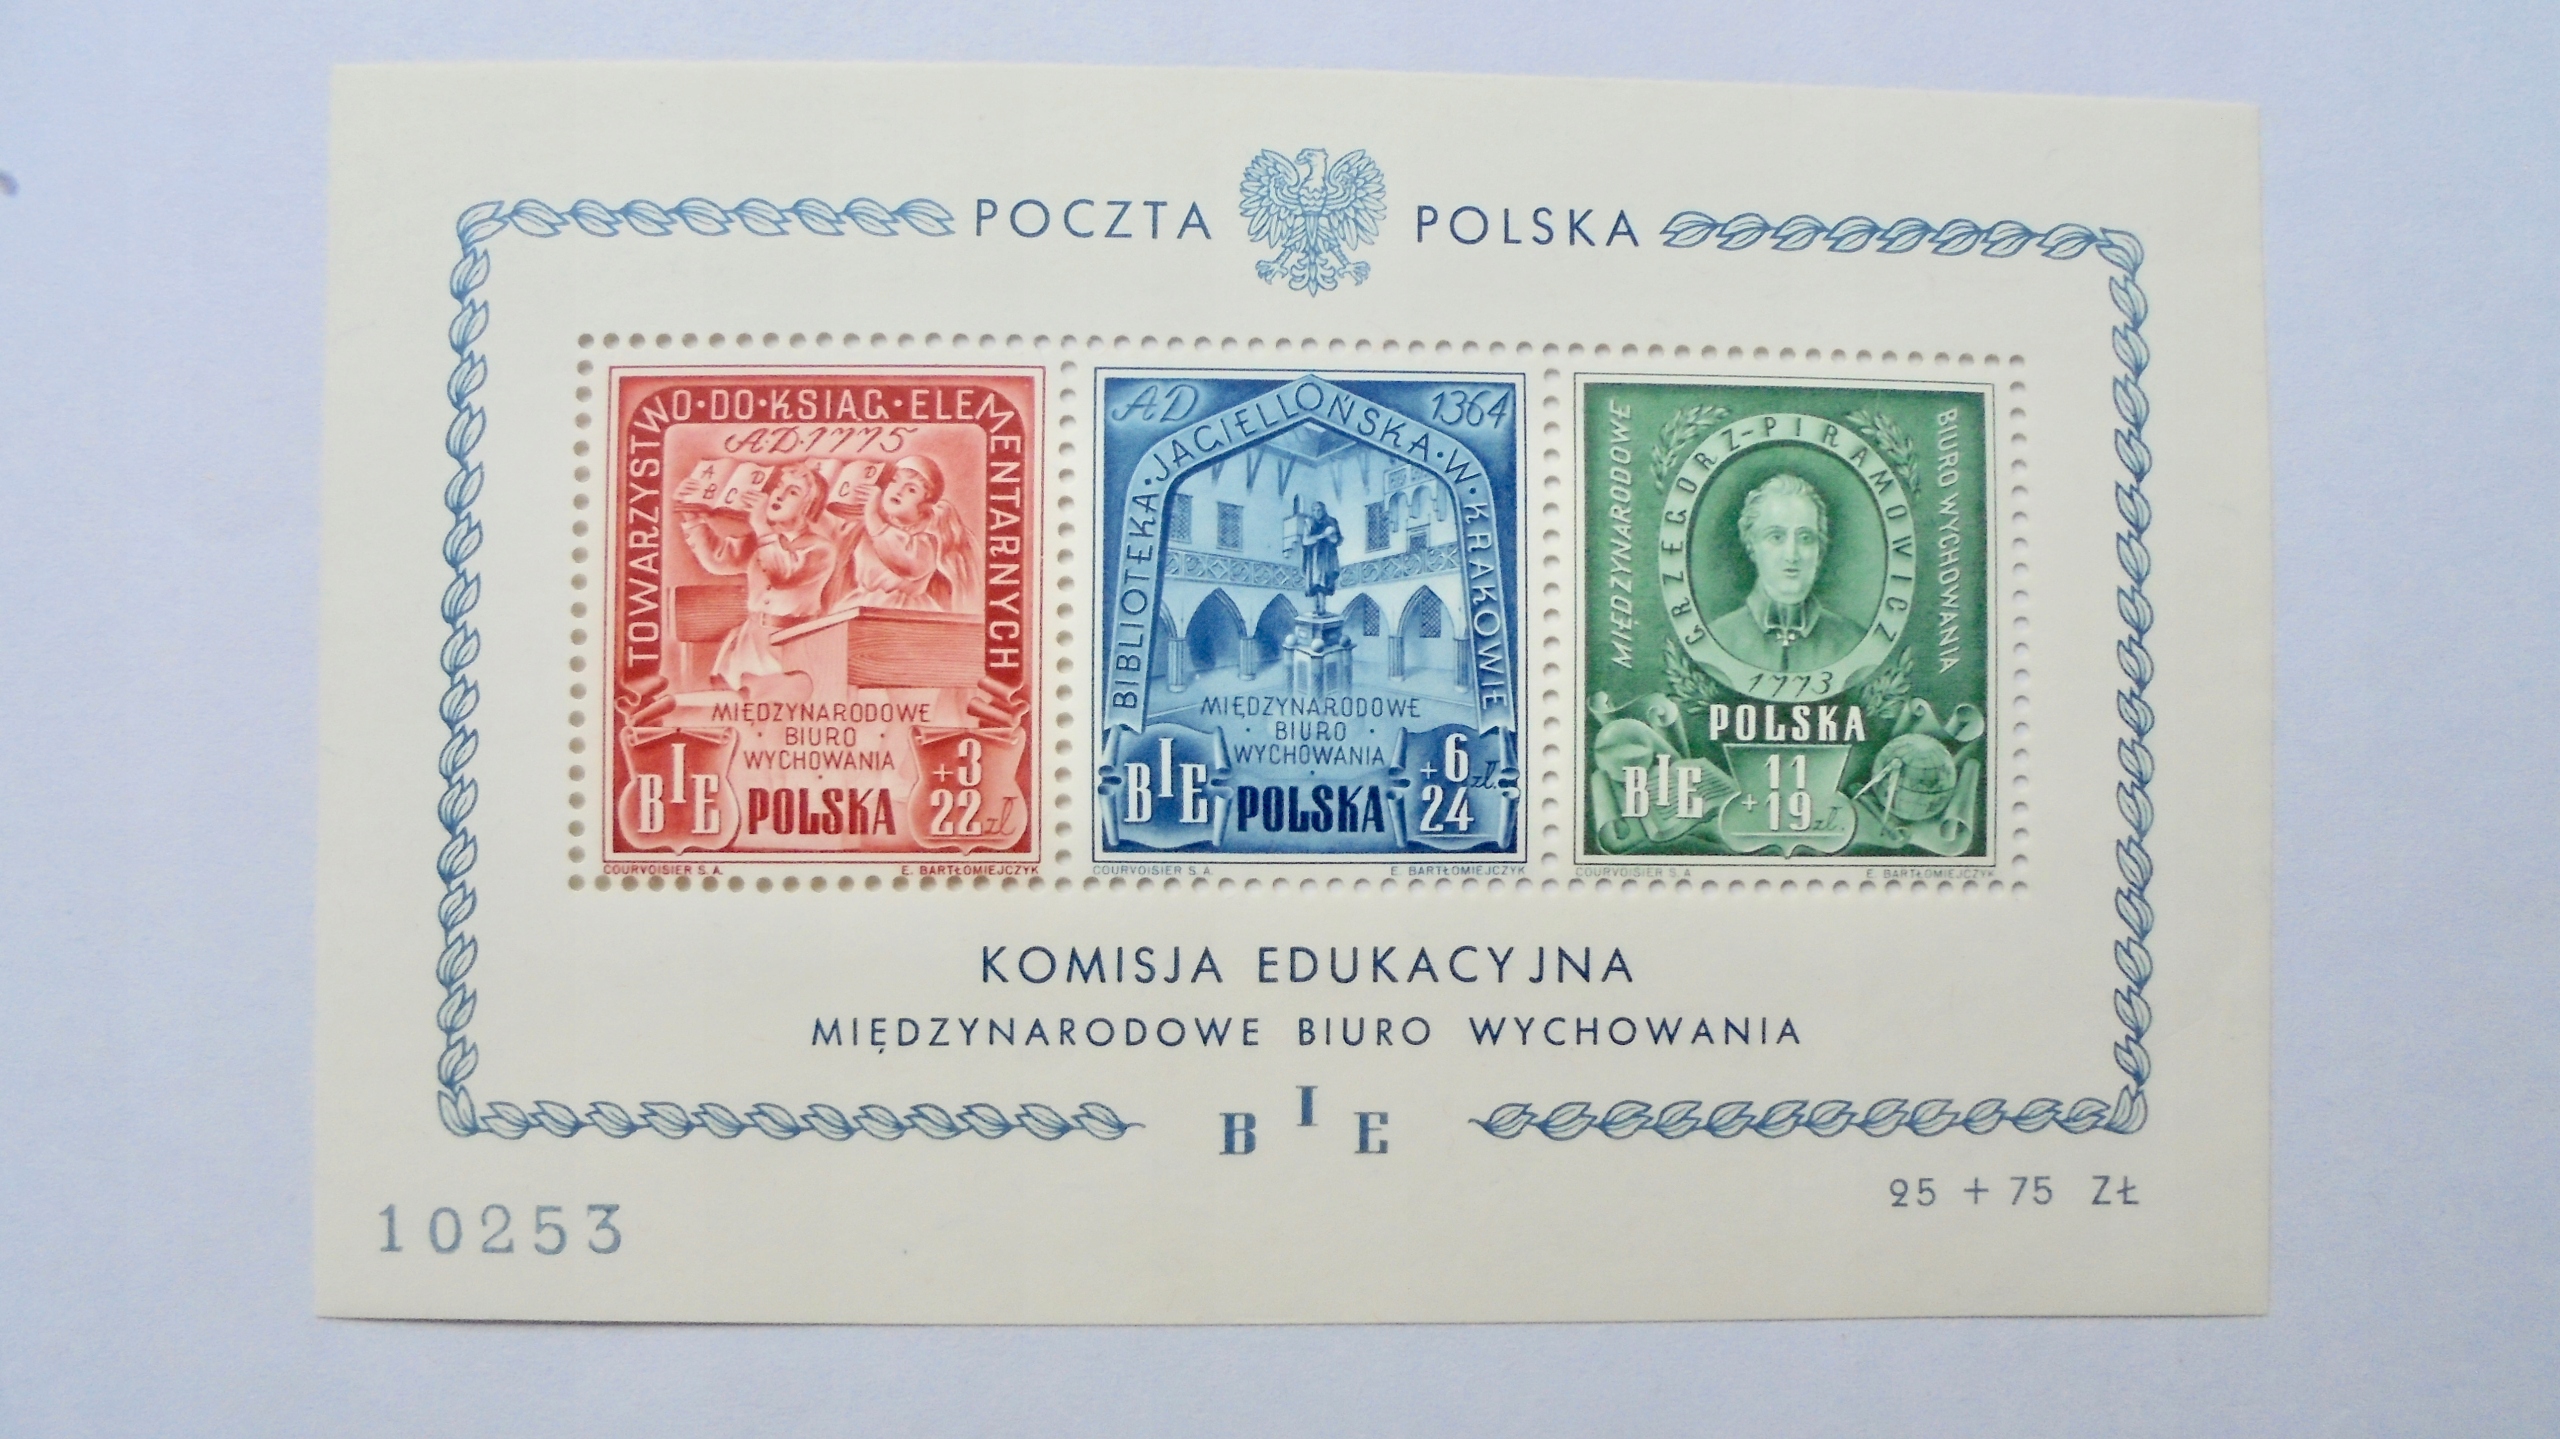 POCZTA POLSKA
TOWARZYSTWO·DO·KSIĄG·ELEMENTARNYCH
A·D·1775
A B C D
C D
MIĘDZYNARODOWE
· BIURO ·
WYCHOWANIA
BIE POLSKA +3 22 zł
COURVOISIER S. A. E. BARTŁOMIEJCZYK
AD 1364
BIBLIOTEKA·JAGIELLOŃSKA·W·KRAKOWIE
MIĘDZYNARODOWE
· BIURO ·
WYCHOWANIA
BIE POLSKA +6 24 zł.
COURVOISIER S. A. E. BARTŁOMIEJCZYK
MIĘDZYNARODOWE
GRZEGORZ-PIRAMOWICZ
BIURO WYCHOWANIA
1773
POLSKA
BIE 11 +19 zł.
COURVOISIER S. A E. BARTŁOMIEJCZYK
KOMISJA EDUKACYJNA
MIĘDZYNARODOWE BIURO WYCHOWANIA
B I E
25 + 75 ZŁ
10253